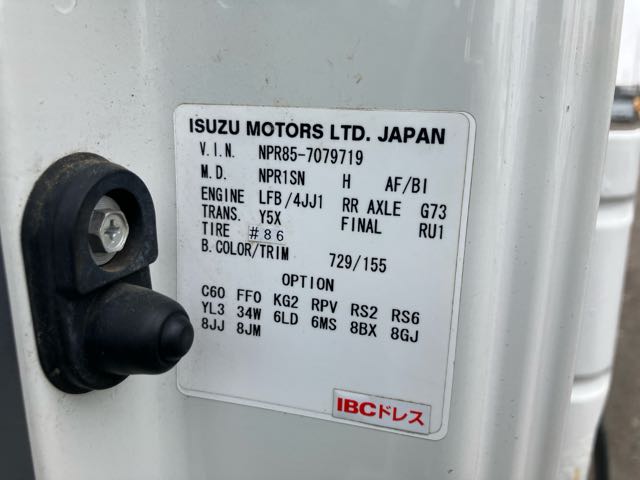 ISUZU MOTORS LTD. JAPAN
V.I.N. NPR85-7079719
M.D. NPR1SN H AF/BI
ENGINE LFB/4JJ1 RR AXLE G73
TRANS. Y5X FINAL RU1
TIRE #86
B.COLOR/TRIM 729/155
OPTION
C60 FF0 KG2 RPV RS2 RS6
YL3 34W 6LD 6MS 8BX 8GJ
8JJ 8JM
IBCドレス